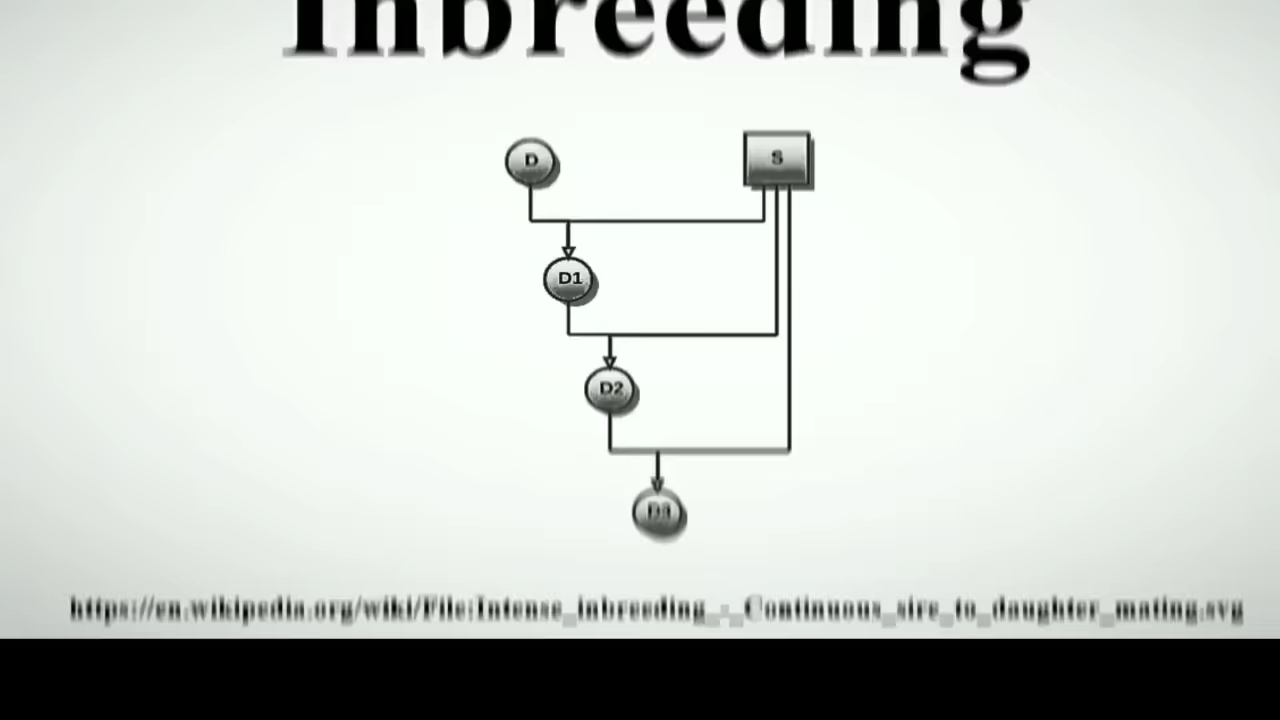 Inbreeding
D
S
D1
D2
D3
https://en.wikipedia.org/wiki/File:Intense_inbreeding_-_Continuous_sire_to_daughter_mating.svg